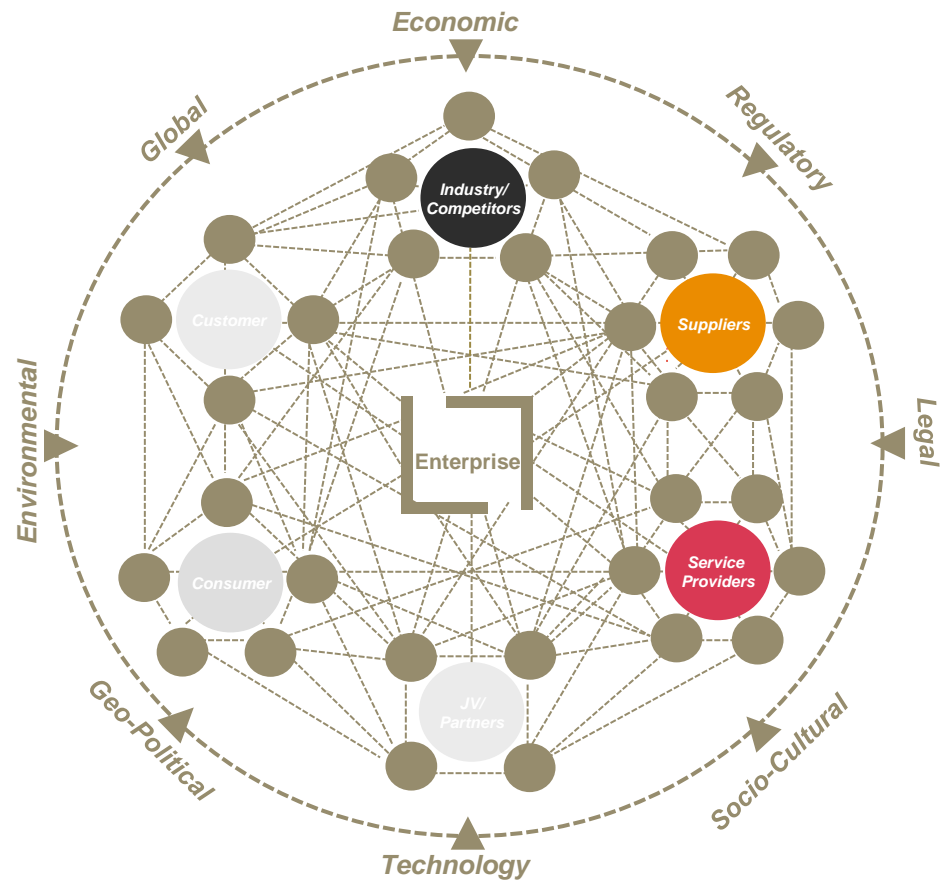 Economic
Global
Regulatory
Industry/
Competitors
Customer
Suppliers
Environmental
Legal
Enterprise
Consumer
Service
Providers
JV/
Partners
Geo-Political
Socio-Cultural
Technology